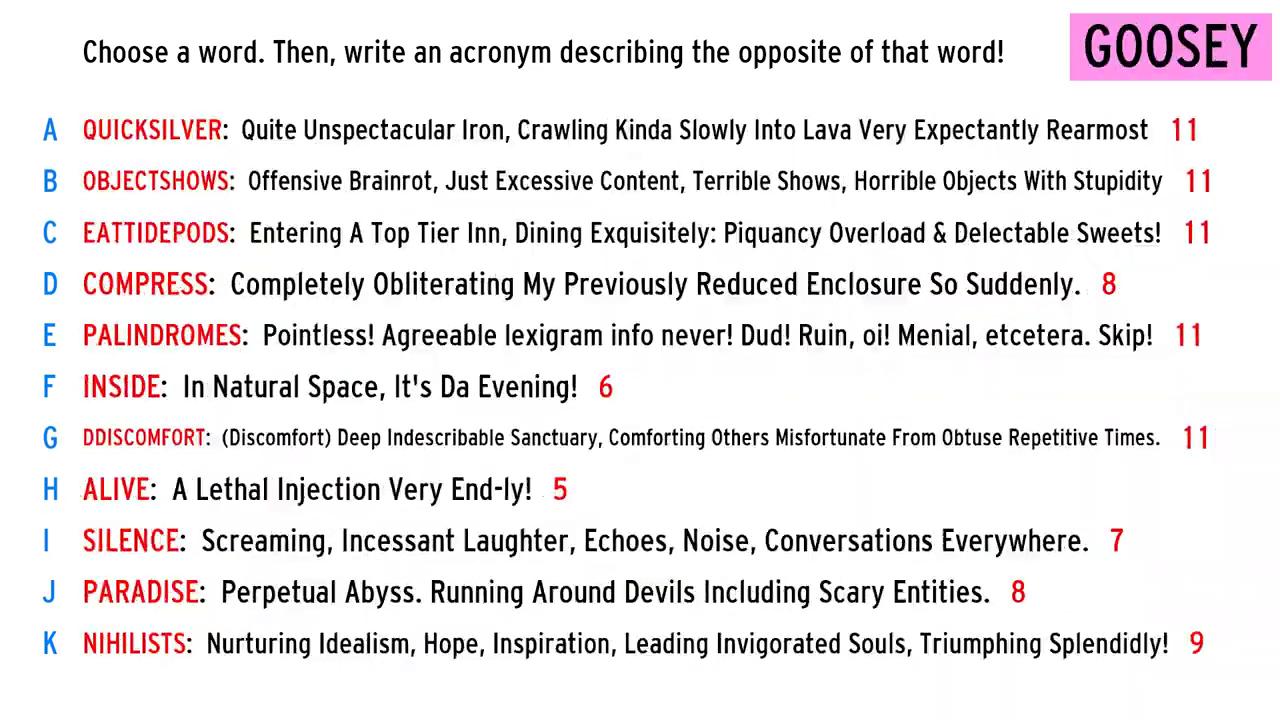 Choose a word. Then, write an acronym describing the opposite of that word!
GOOSEY
A QUICKSILVER: Quite Unspectacular Iron, Crawling Kinda Slowly Into Lava Very Expectantly Rearmost 11
B OBJECTSHOWS: Offensive Brainrot, Just Excessive Content, Terrible Shows, Horrible Objects With Stupidity 11
C EATTIDEPODS: Entering A Top Tier Inn, Dining Exquisitely: Piquancy Overload & Delectable Sweets! 11
D COMPRESS: Completely Obliterating My Previously Reduced Enclosure So Suddenly. 8
E PALINDROMES: Pointless! Agreeable lexigram info never! Dud! Ruin, oi! Menial, etcetera. Skip! 11
F INSIDE: In Natural Space, It's Da Evening! 6
G DDISCOMFORT: (Discomfort) Deep Indescribable Sanctuary, Comforting Others Misfortunate From Obtuse Repetitive Times. 11
H ALIVE: A Lethal Injection Very End-ly! 5
I SILENCE: Screaming, Incessant Laughter, Echoes, Noise, Conversations Everywhere. 7
J PARADISE: Perpetual Abyss. Running Around Devils Including Scary Entities. 8
K NIHILISTS: Nurturing Idealism, Hope, Inspiration, Leading Invigorated Souls, Triumphing Splendidly! 9